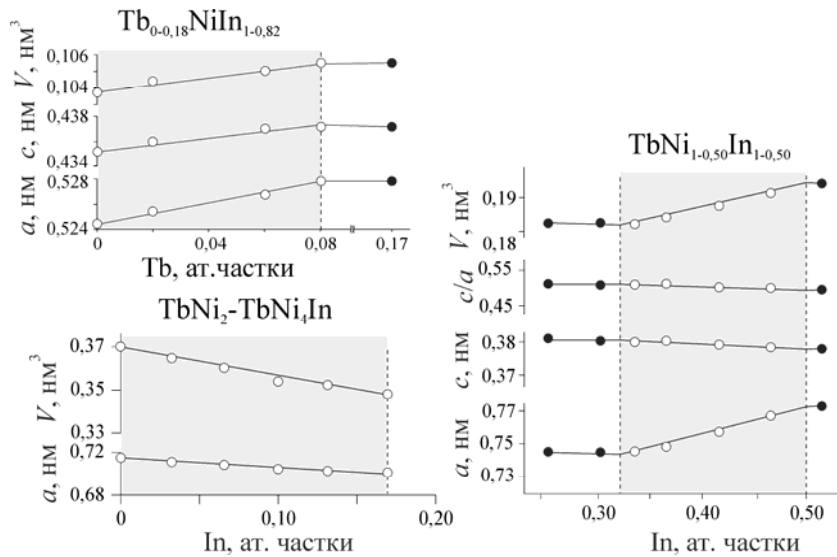 Tb0-0,18NiIn1-0,82
V, нм3
0,106
0,104
c, нм
0,438
0,434
a, нм
0,528
0,524
0
0,04
0,08
0,17
Tb, ат.частки
TbNi2-TbNi4In
V, нм3
0,37
0,35
0,33
a, нм
0,72
0,68
0
0,10
0,20
In, ат. частки
TbNi1-0,50In1-0,50
V, нм3
0,19
0,18
c/a
0,55
0,45
c, нм
0,38
0,37
a, нм
0,77
0,75
0,73
0,30
0,40
0,50
In, ат. частки